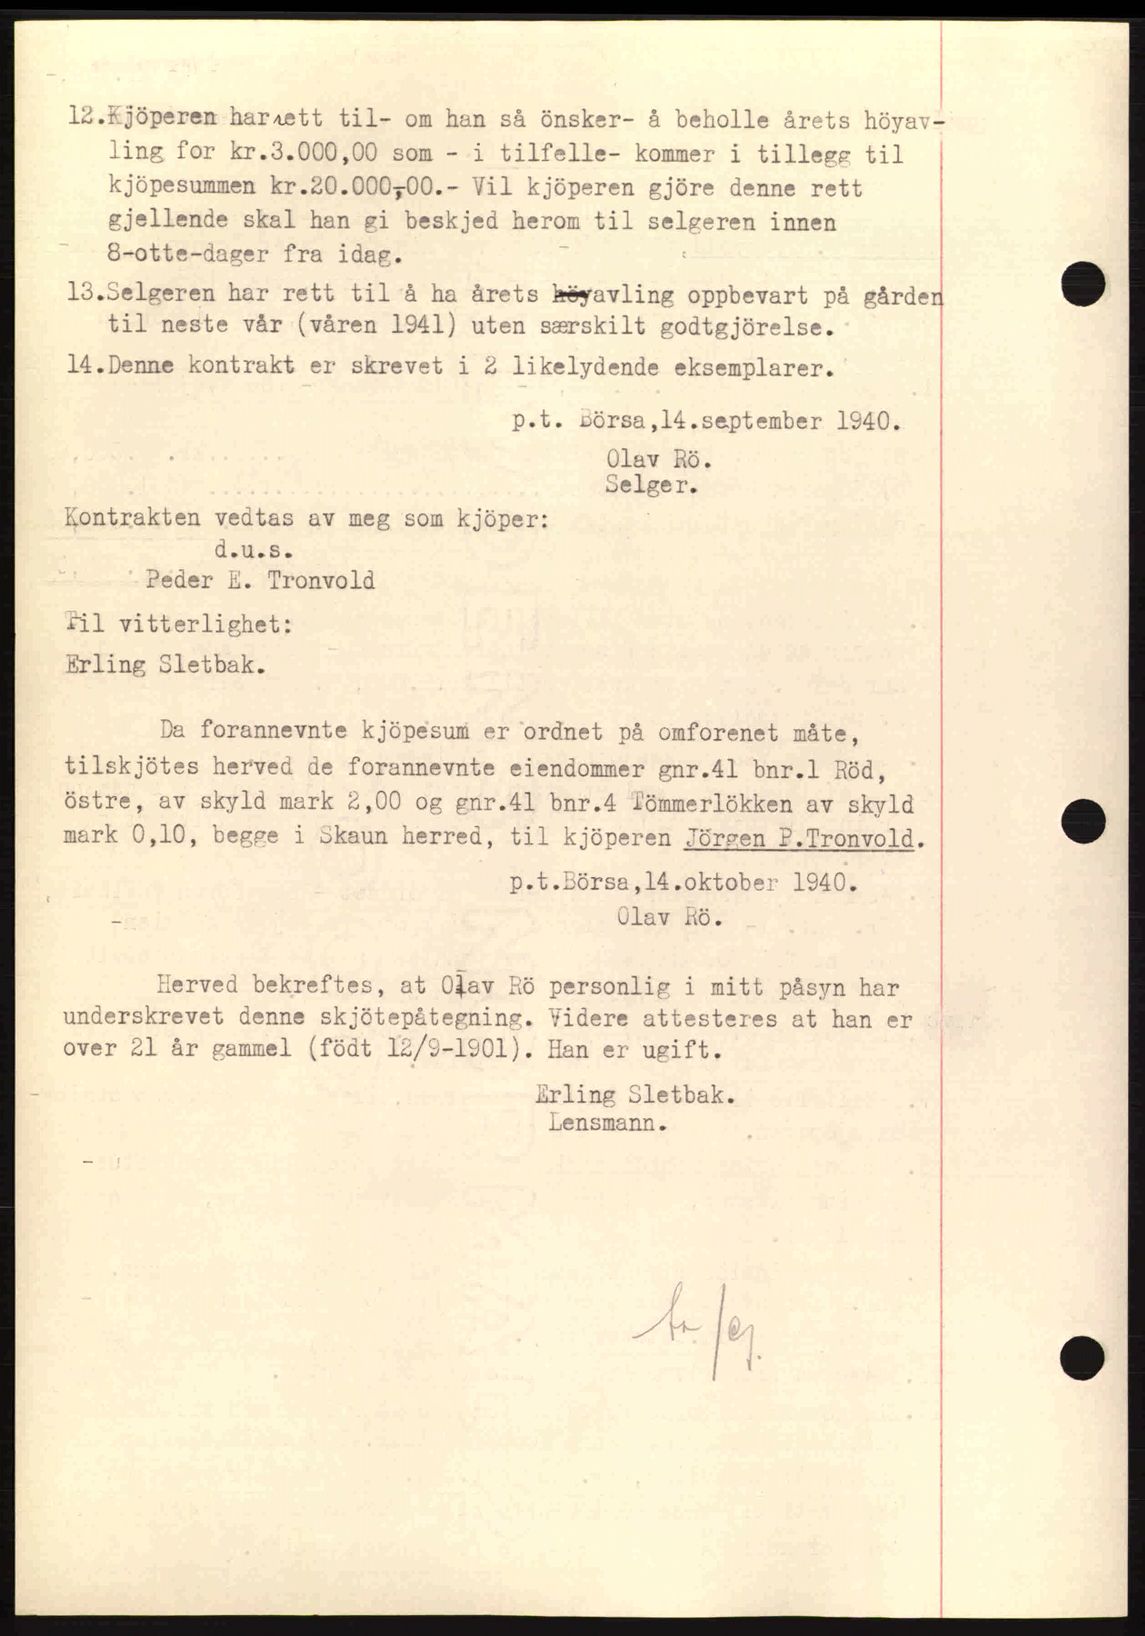 12.Kjöperen har rett til- om han så önsker- å beholle årets höyav-
ling for kr.3.000,00 som - i tilfelle- kommer i tillegg til
kjöpesummen kr.20.000,00.- Vil kjöperen gjöre denne rett
gjellende skal han gi beskjed herom til selgeren innen
8-otte-dager fra idag.
13.Selgeren har rett til å ha årets höyavling oppbevart på gården
til neste vår (våren 1941) uten særskilt godtgjörelse.
14.Denne kontrakt er skrevet i 2 likelydende eksemplarer.
p.t. Börsa,14.september 1940.
Olav Rö.
Selger.
Kontrakten vedtas av meg som kjöper:
d.u.s.
Peder E. Tronvold
Til vitterlighet:
Erling Sletbak.
Da forannevnte kjöpesum er ordnet på omforenet måte,
tilskjötes herved de forannevnte eiendommer gnr.41 bnr.1 Röd,
östre, av skyld mark 2,00 og gnr.41 bnr.4 Tömmerlökken av skyld
mark 0,10, begge i Skaun herred, til kjöperen Jörgen P.Tronvold.
p.t.Börsa,14.oktober 1940.
Olav Rö.
Herved bekreftes, at Olav Rö personlig i mitt påsyn har
underskrevet denne skjötepåtegning. Videre attesteres at han er
over 21 år gammel (födt 12/9-1901). Han er ugift.
Erling Sletbak.
Lensmann.